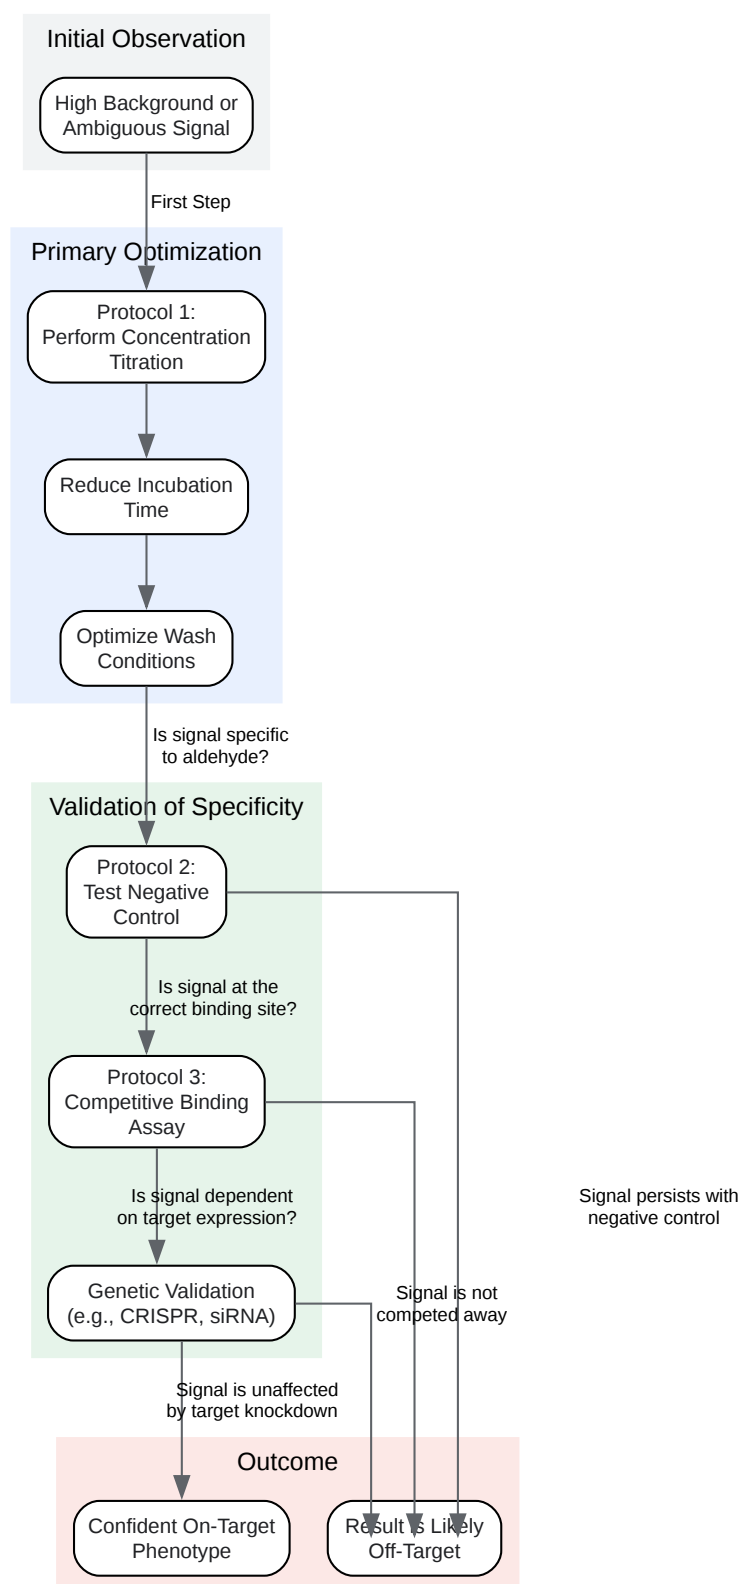 Initial Observation
High Background or
Ambiguous Signal
First Step
Primary Optimization
Protocol 1:
Perform Concentration
Titration
Reduce Incubation
Time
Optimize Wash
Conditions
Is signal specific
to aldehyde?
Validation of Specificity
Protocol 2:
Test Negative
Control
Is signal at the
correct binding site?
Protocol 3:
Competitive Binding
Assay
Is signal dependent
on target expression?
Signal persists with
negative control
Genetic Validation
(e.g., CRISPR, siRNA)
Signal is not
competed away
Signal is unaffected
by target knockdown
Outcome
Confident On-Target
Phenotype
Result is Likely
Off-Target